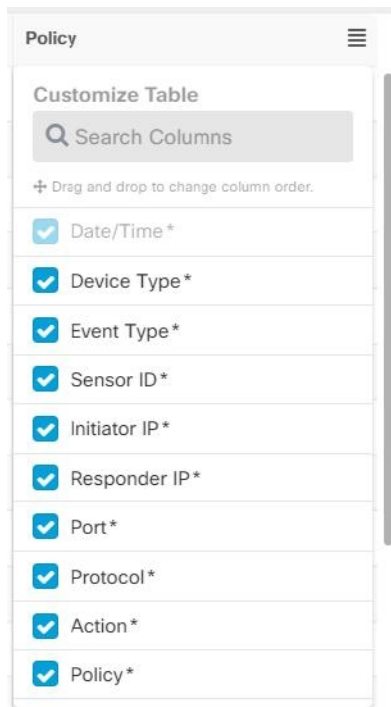 Policy
Customize Table
Search Columns
Drag and drop to change column order.
Date/Time*
Device Type*
Event Type*
Sensor ID*
Initiator IP*
Responder IP*
Port*
Protocol*
Action*
Policy*